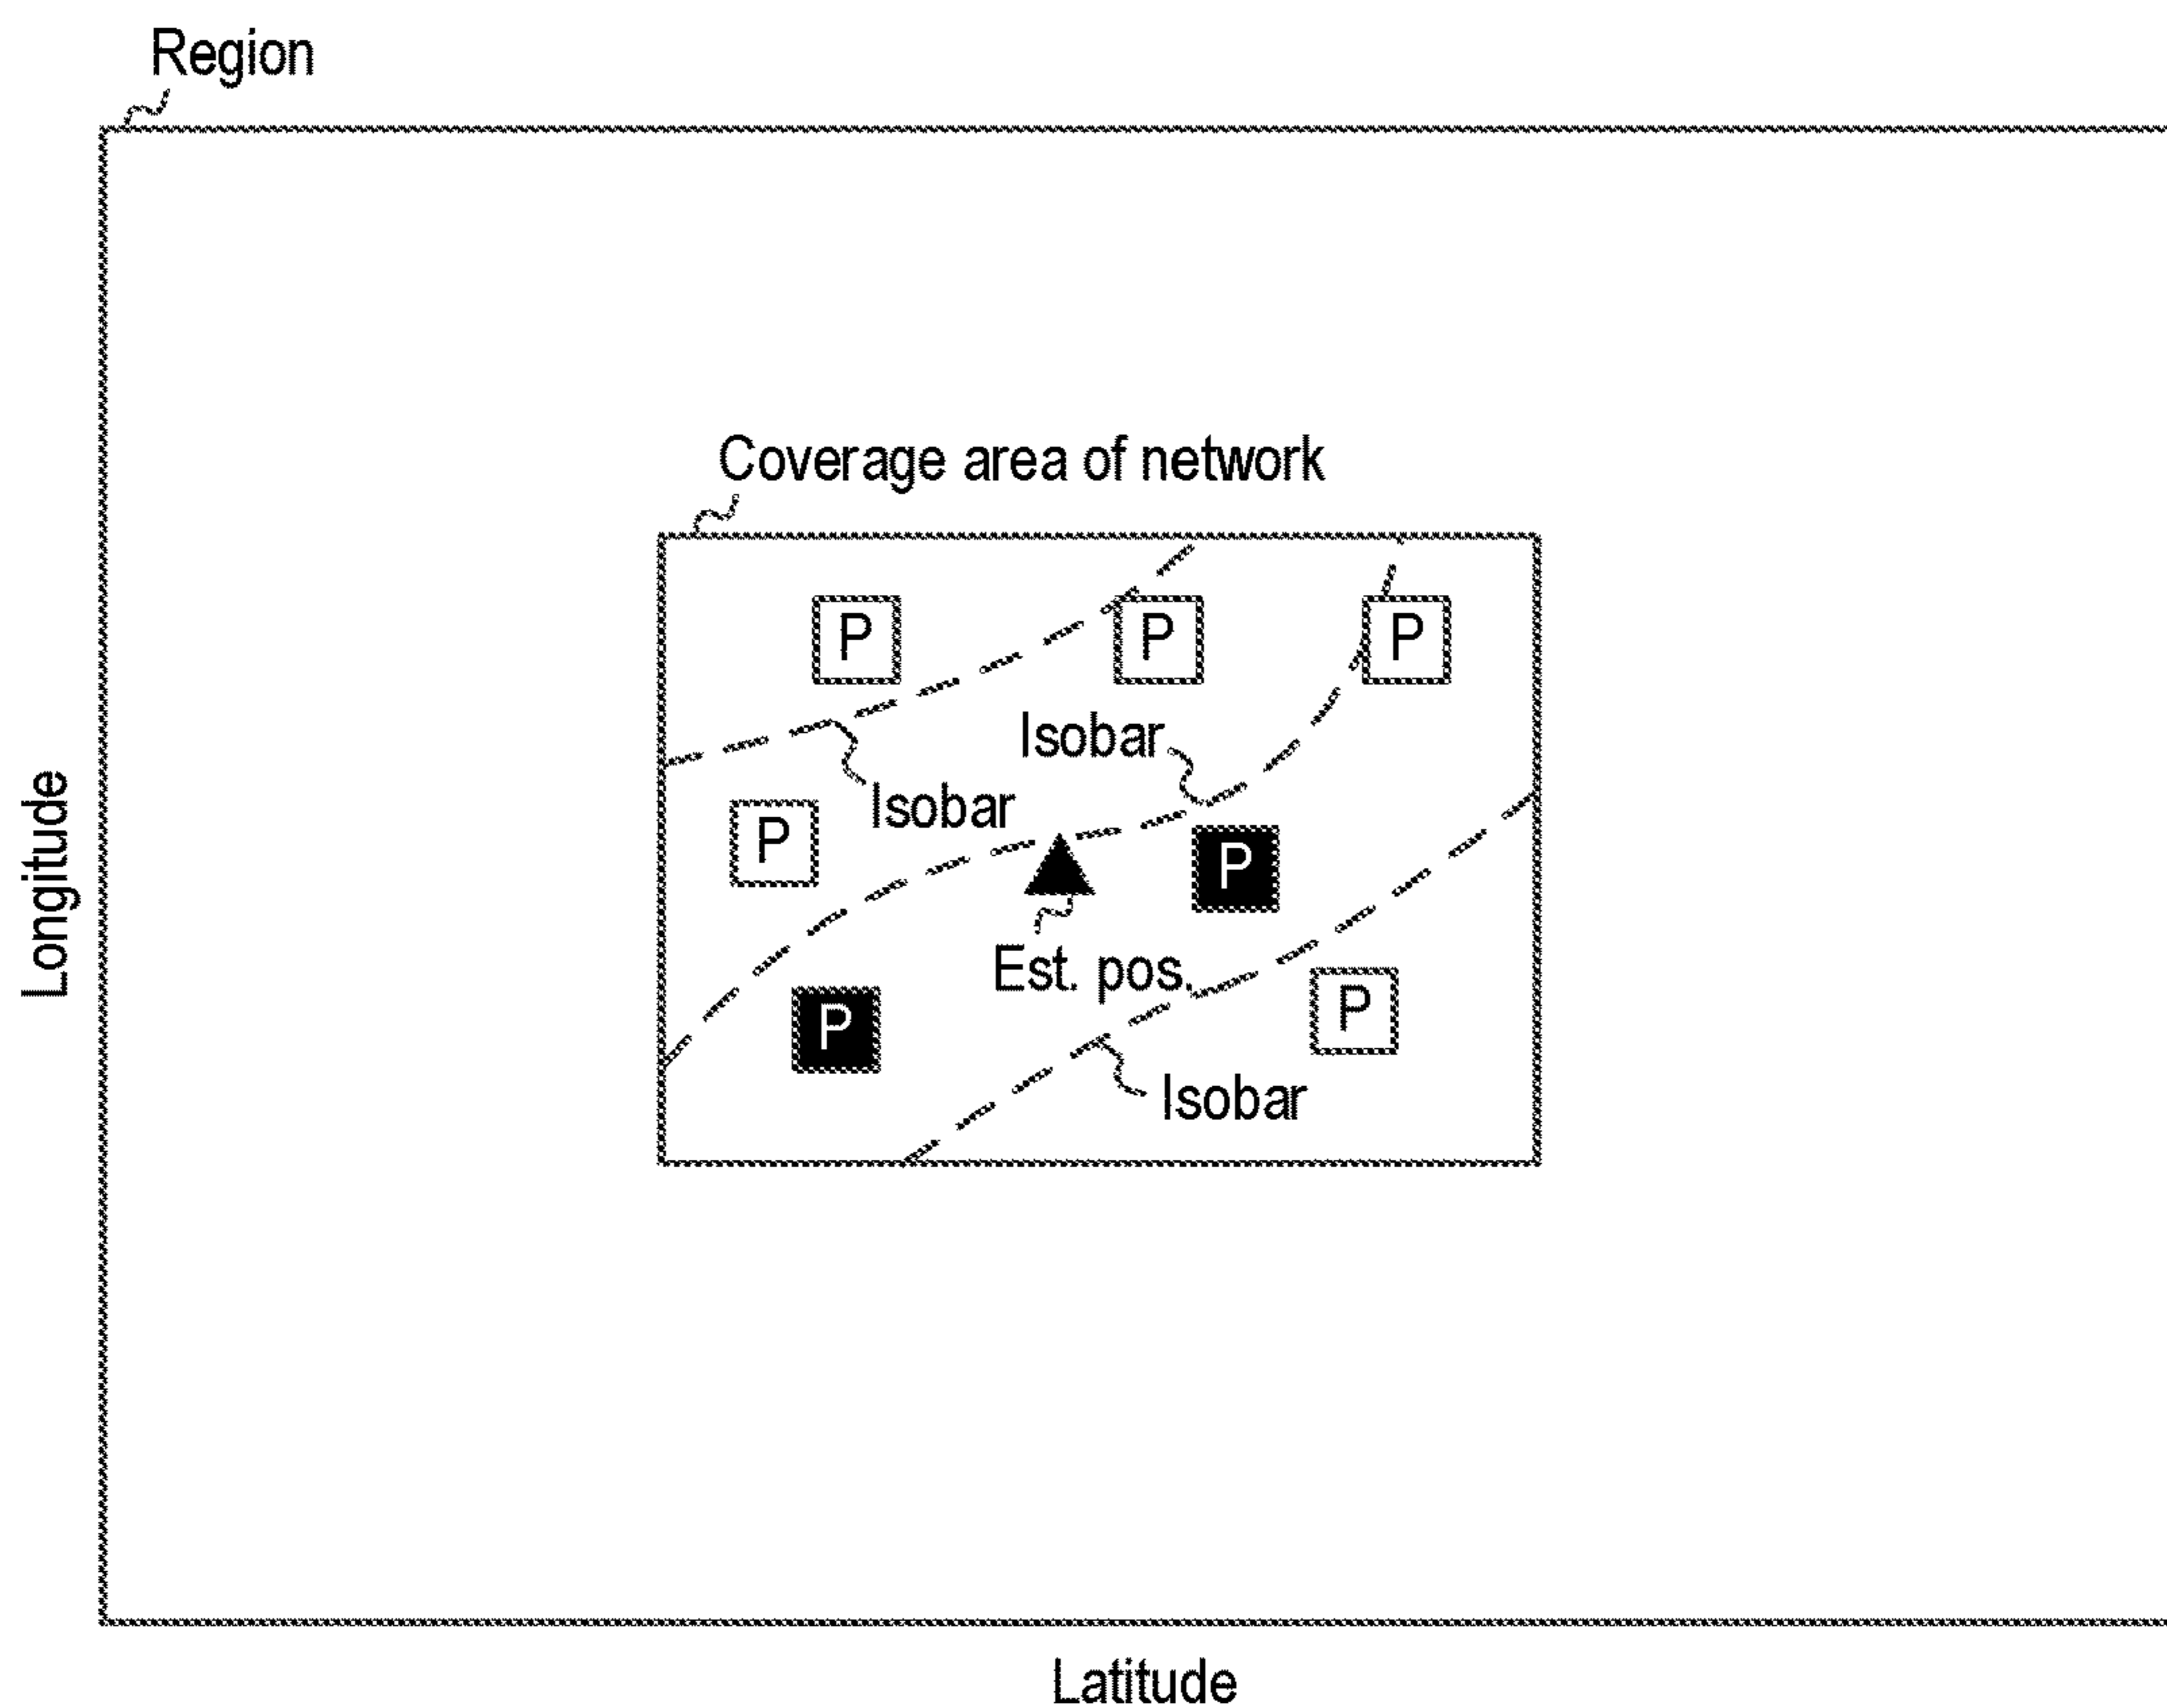 Region
Coverage area of network
P
P
P
Isobar
Isobar
P
P
Est. pos.
P
P
Isobar
Longitude
Latitude